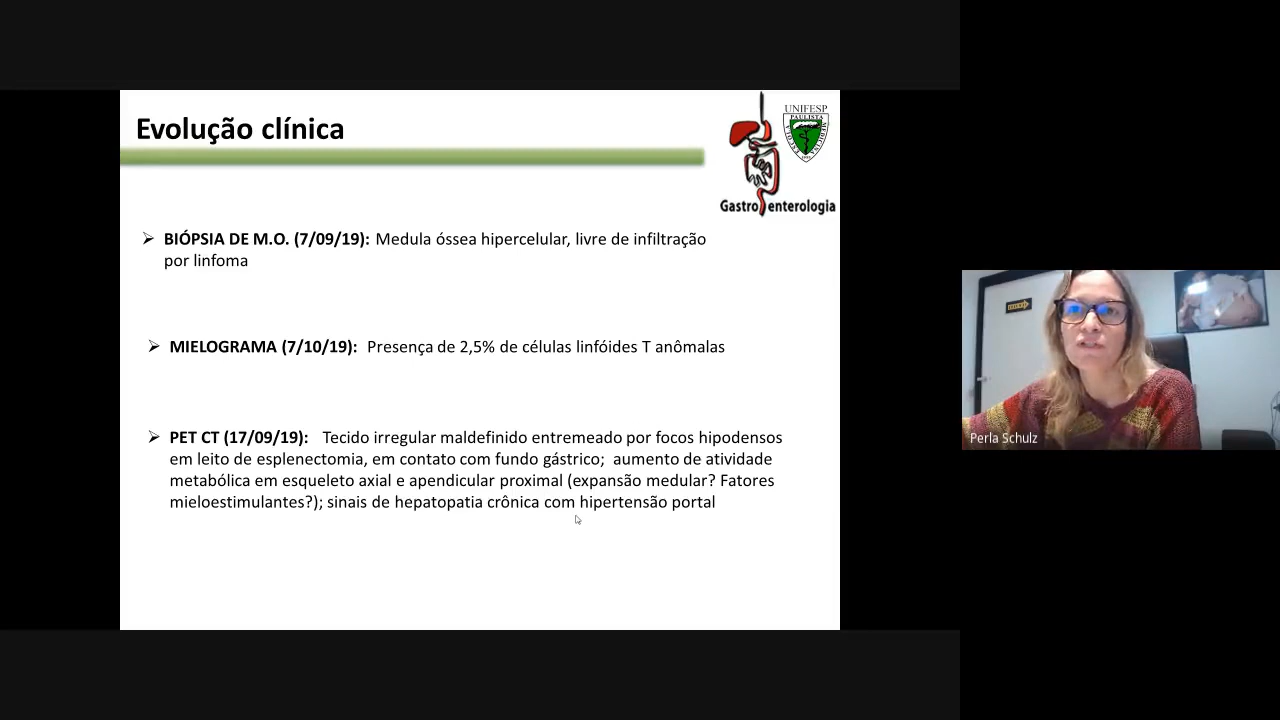 Evolução clínica
UNIFESP
PAULISTA
Gastroenterologia
➢ BIÓPSIA DE M.O. (7/09/19): Medula óssea hipercelular, livre de infiltração
por linfoma
➢ MIELOGRAMA (7/10/19): Presença de 2,5% de células linfóides T anômalas
➢ PET CT (17/09/19): Tecido irregular maldefinido entremeado por focos hipodensos
em leito de esplenectomia, em contato com fundo gástrico; aumento de atividade
metabólica em esqueleto axial e apendicular proximal (expansão medular? Fatores
mieloestimulantes?); sinais de hepatopatia crônica com hipertensão portal
Perla Schulz